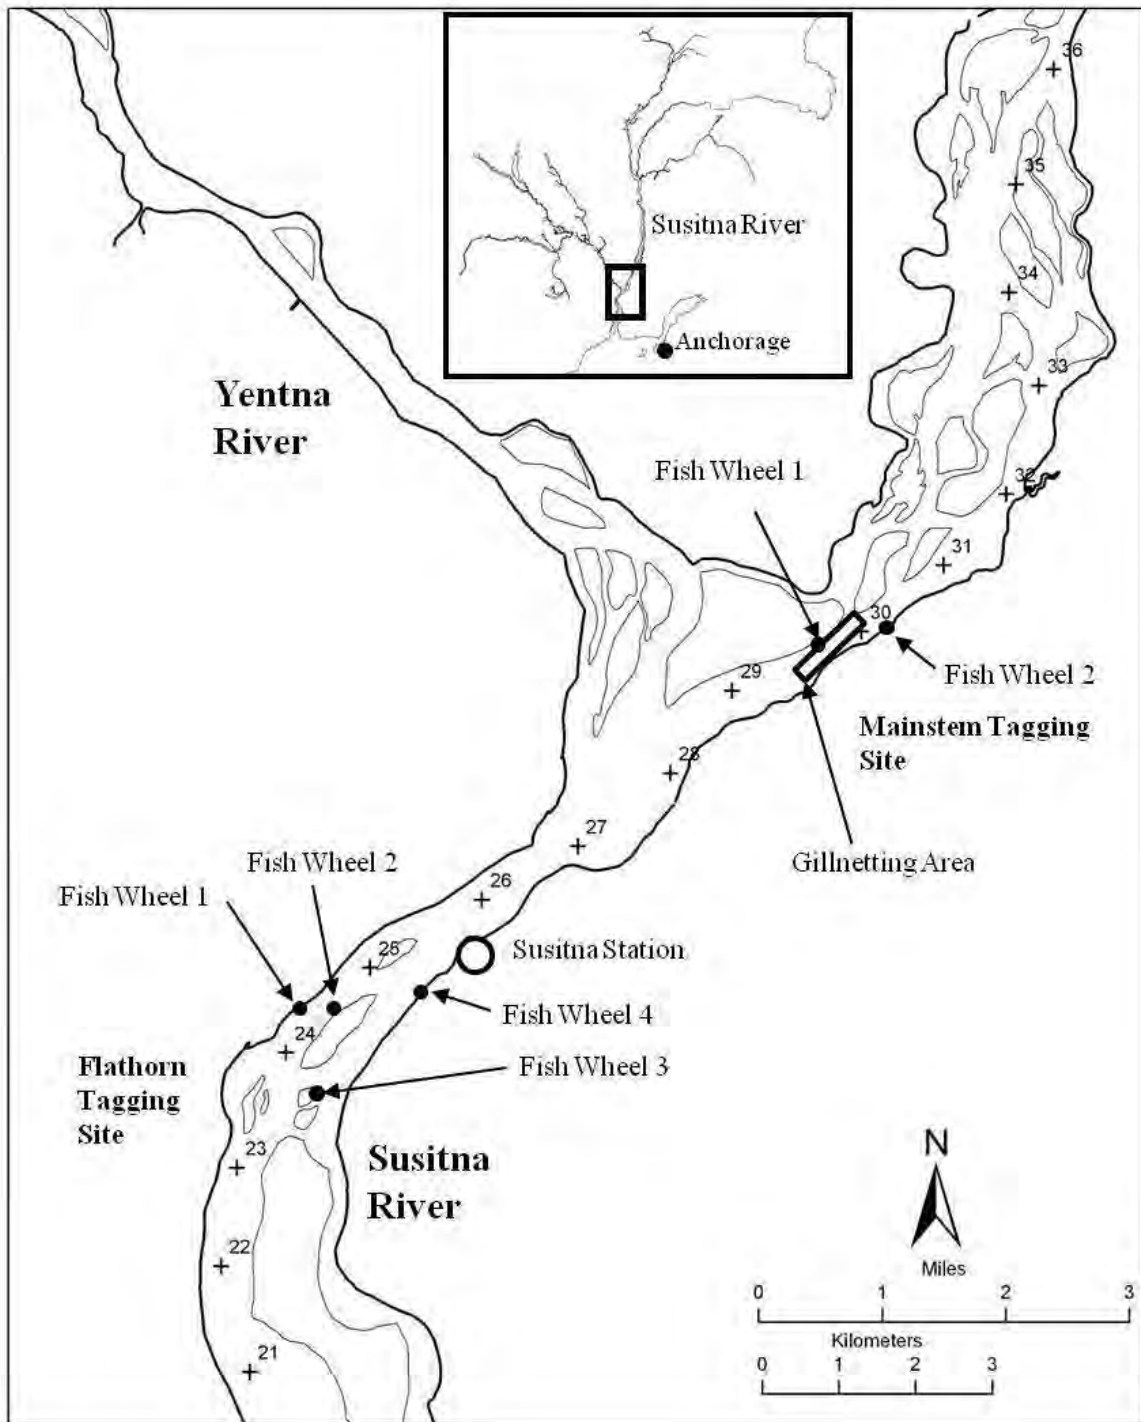 36
35
Susitna River
34
Anchorage
33
Yentna
River
Fish Wheel 1
32
31
30
Fish Wheel 2
29
Mainstem Tagging
Site
28
27
Gillnetting Area
Fish Wheel 2
Fish Wheel 1
26
25
Susitna Station
Fish Wheel 4
24
Flathorn
Tagging
Site
Fish Wheel 3
23
Susitna
River
N
22
Miles
0 1 2 3
Kilometers
0 1 2 3
21